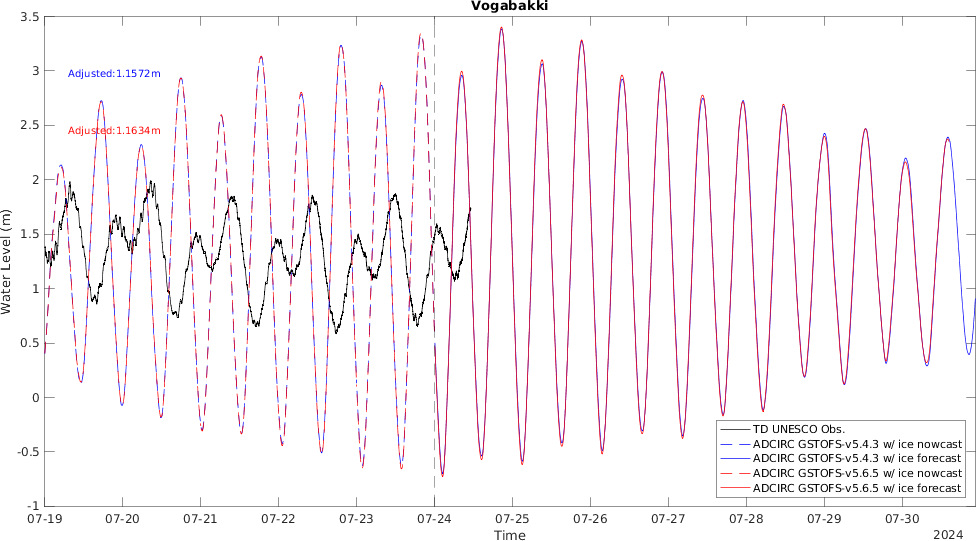 Vogabakki
3.5
3
2.5
2
1.5
1
0.5
0
-0.5
-1
Water Level (m)
Adjusted:1.1572m
Adjusted:1.1634m
TD UNESCO Obs.
ADCIRC GSTOFS-v5.4.3 w/ ice nowcast
ADCIRC GSTOFS-v5.4.3 w/ ice forecast
ADCIRC GSTOFS-v5.6.5 w/ ice nowcast
ADCIRC GSTOFS-v5.6.5 w/ ice forecast
07-19 07-20 07-21 07-22 07-23 07-24 07-25 07-26 07-27 07-28 07-29 07-30
Time
2024